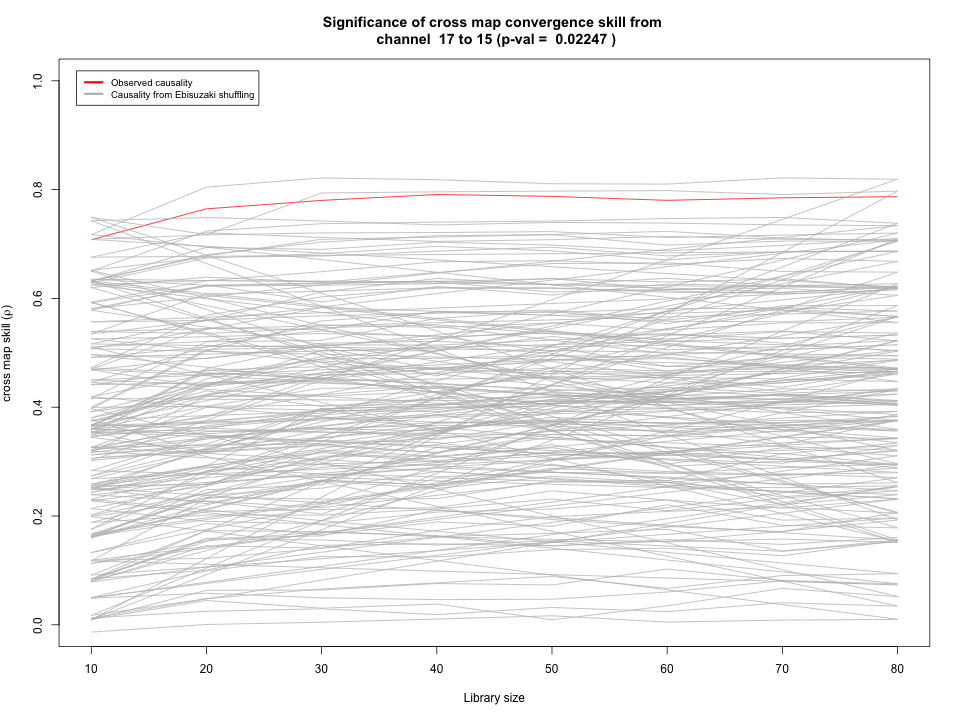 Significance of cross map convergence skill from
channel  17 to 15 (p-val =  0.02247 )
Observed causality
Causality from Ebisuzaki shuffling
1.0
0.8
0.6
0.4
0.2
0.0
cross map skill (ρ)
10 20 30 40 50 60 70 80
Library size